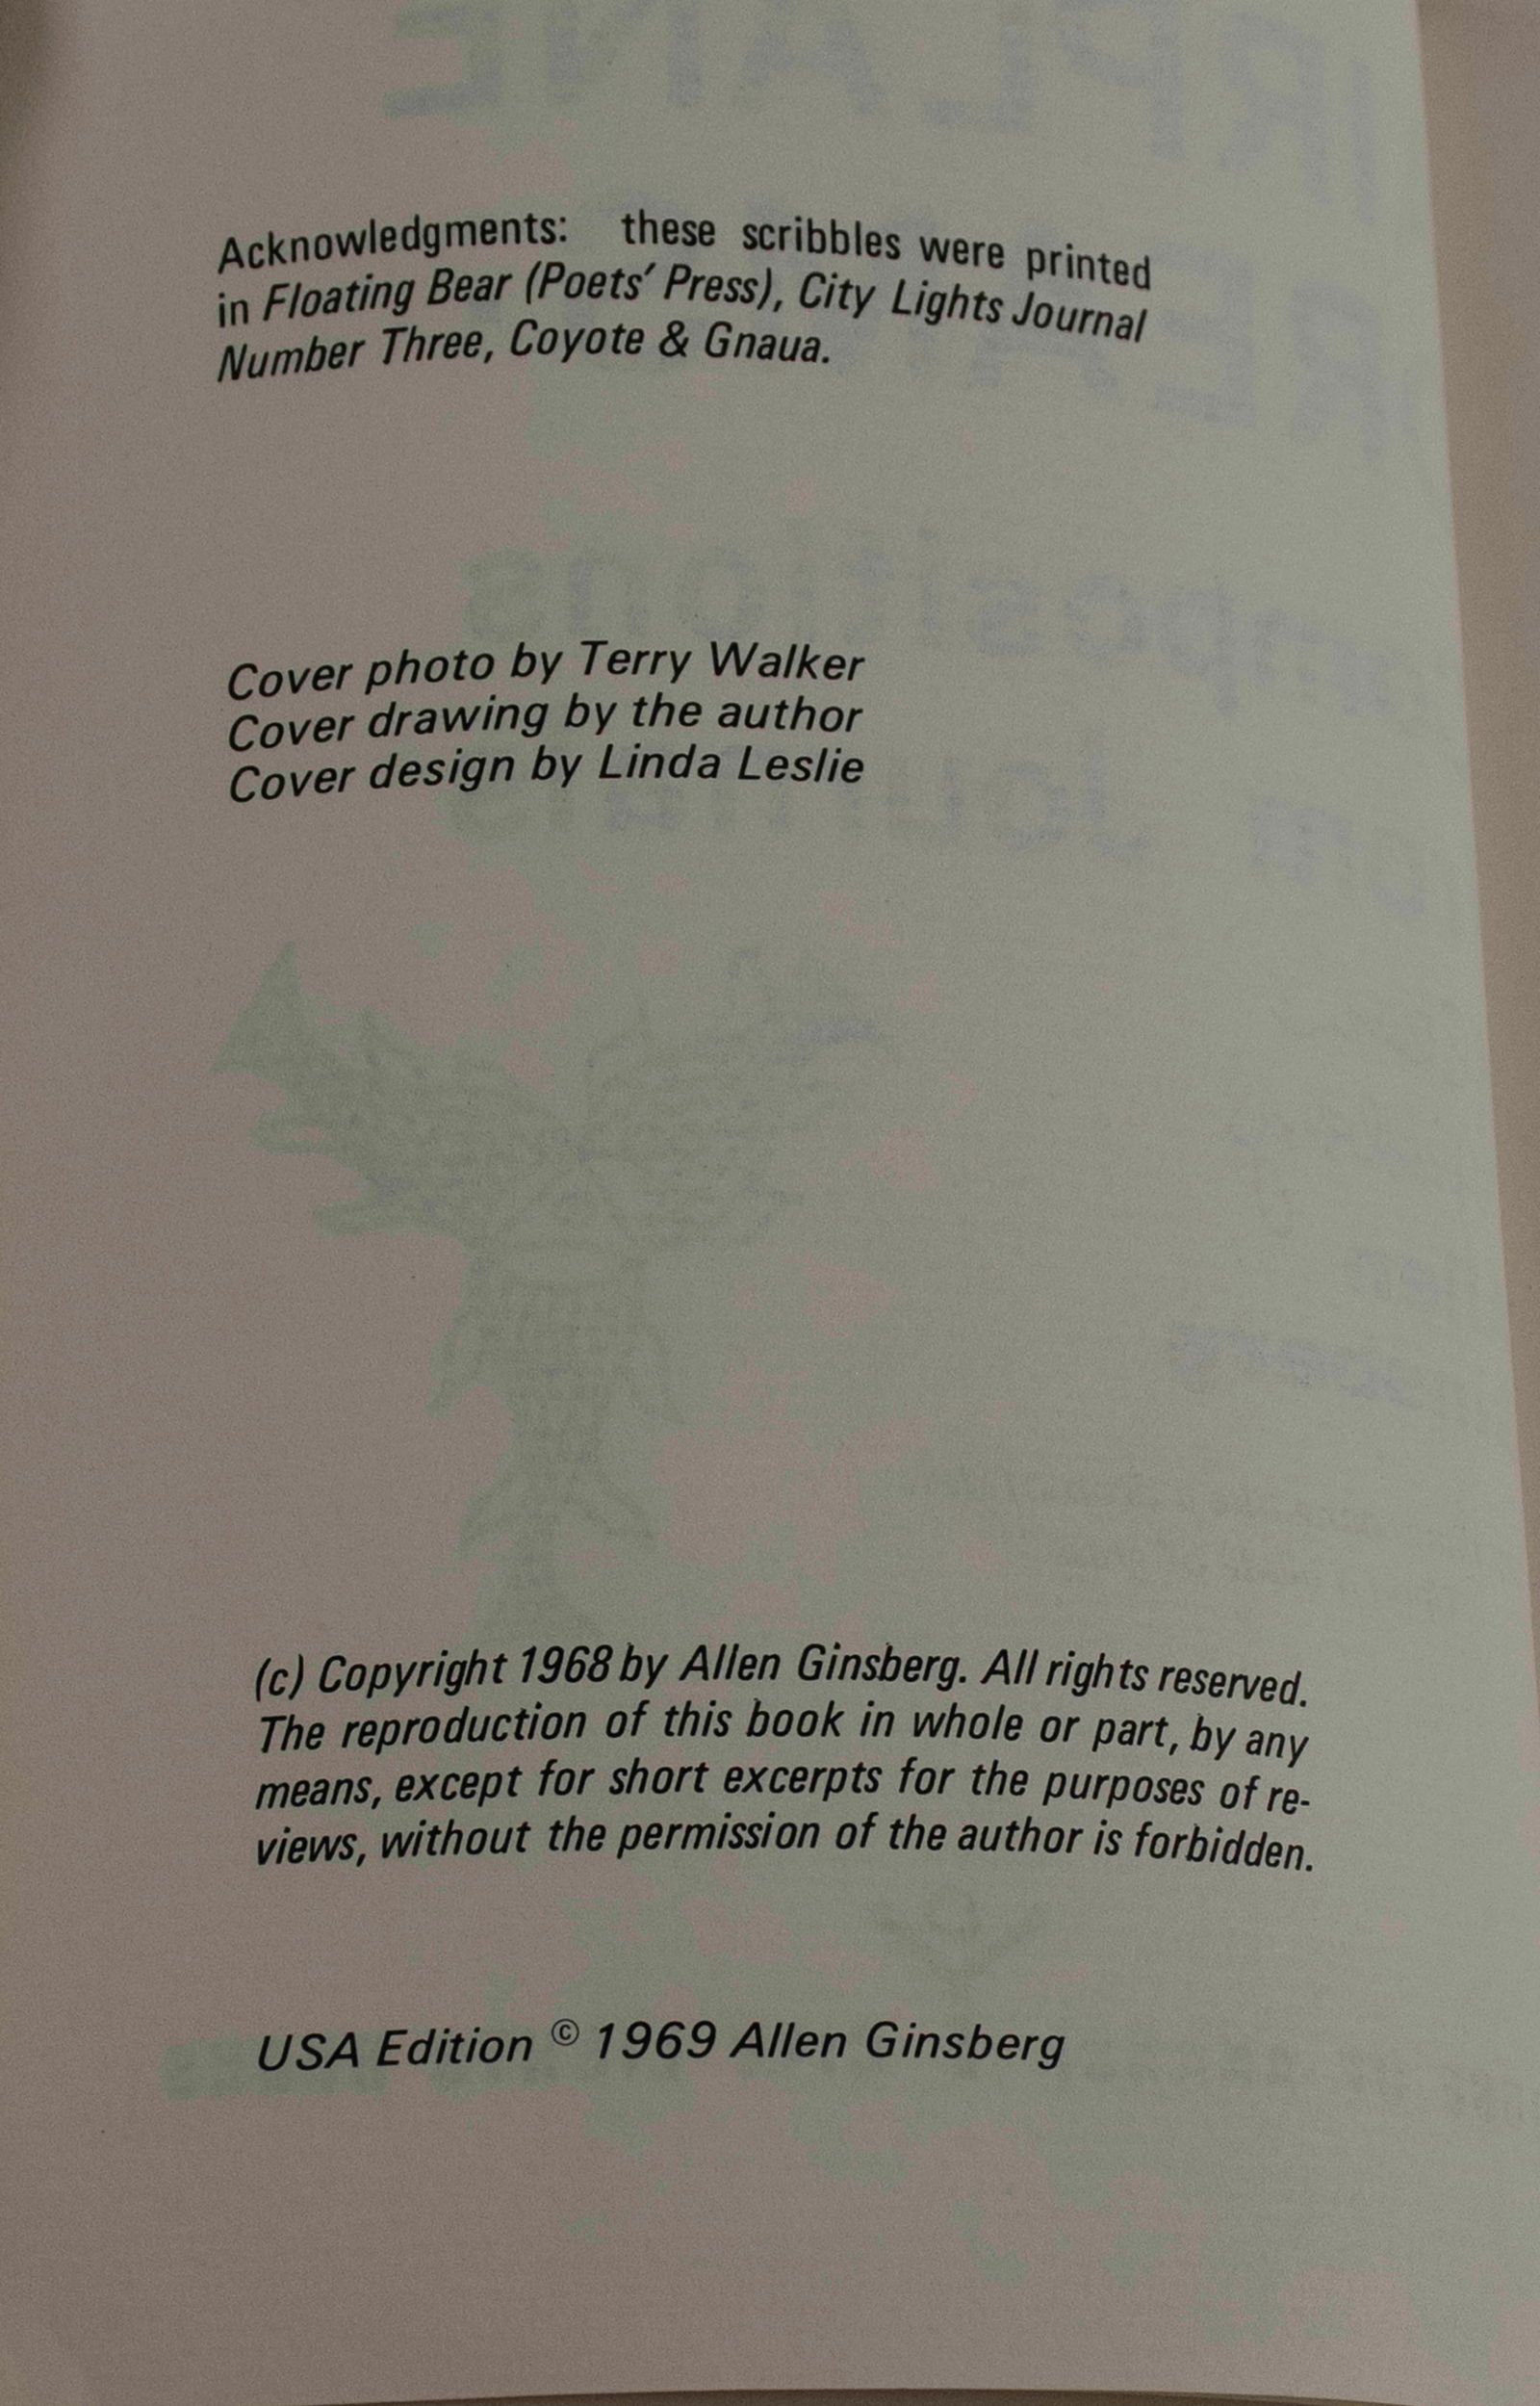 Acknowledgments: these scribbles were printed
in Floating Bear (Poets' Press), City Lights Journal
Number Three, Coyote & Gnaua.
Cover photo by Terry Walker
Cover drawing by the author
Cover design by Linda Leslie
(c) Copyright 1968 by Allen Ginsberg. All rights reserved.
The reproduction of this book in whole or part, by any
means, except for short excerpts for the purposes of re-
views, without the permission of the author is forbidden.
USA Edition © 1969 Allen Ginsberg